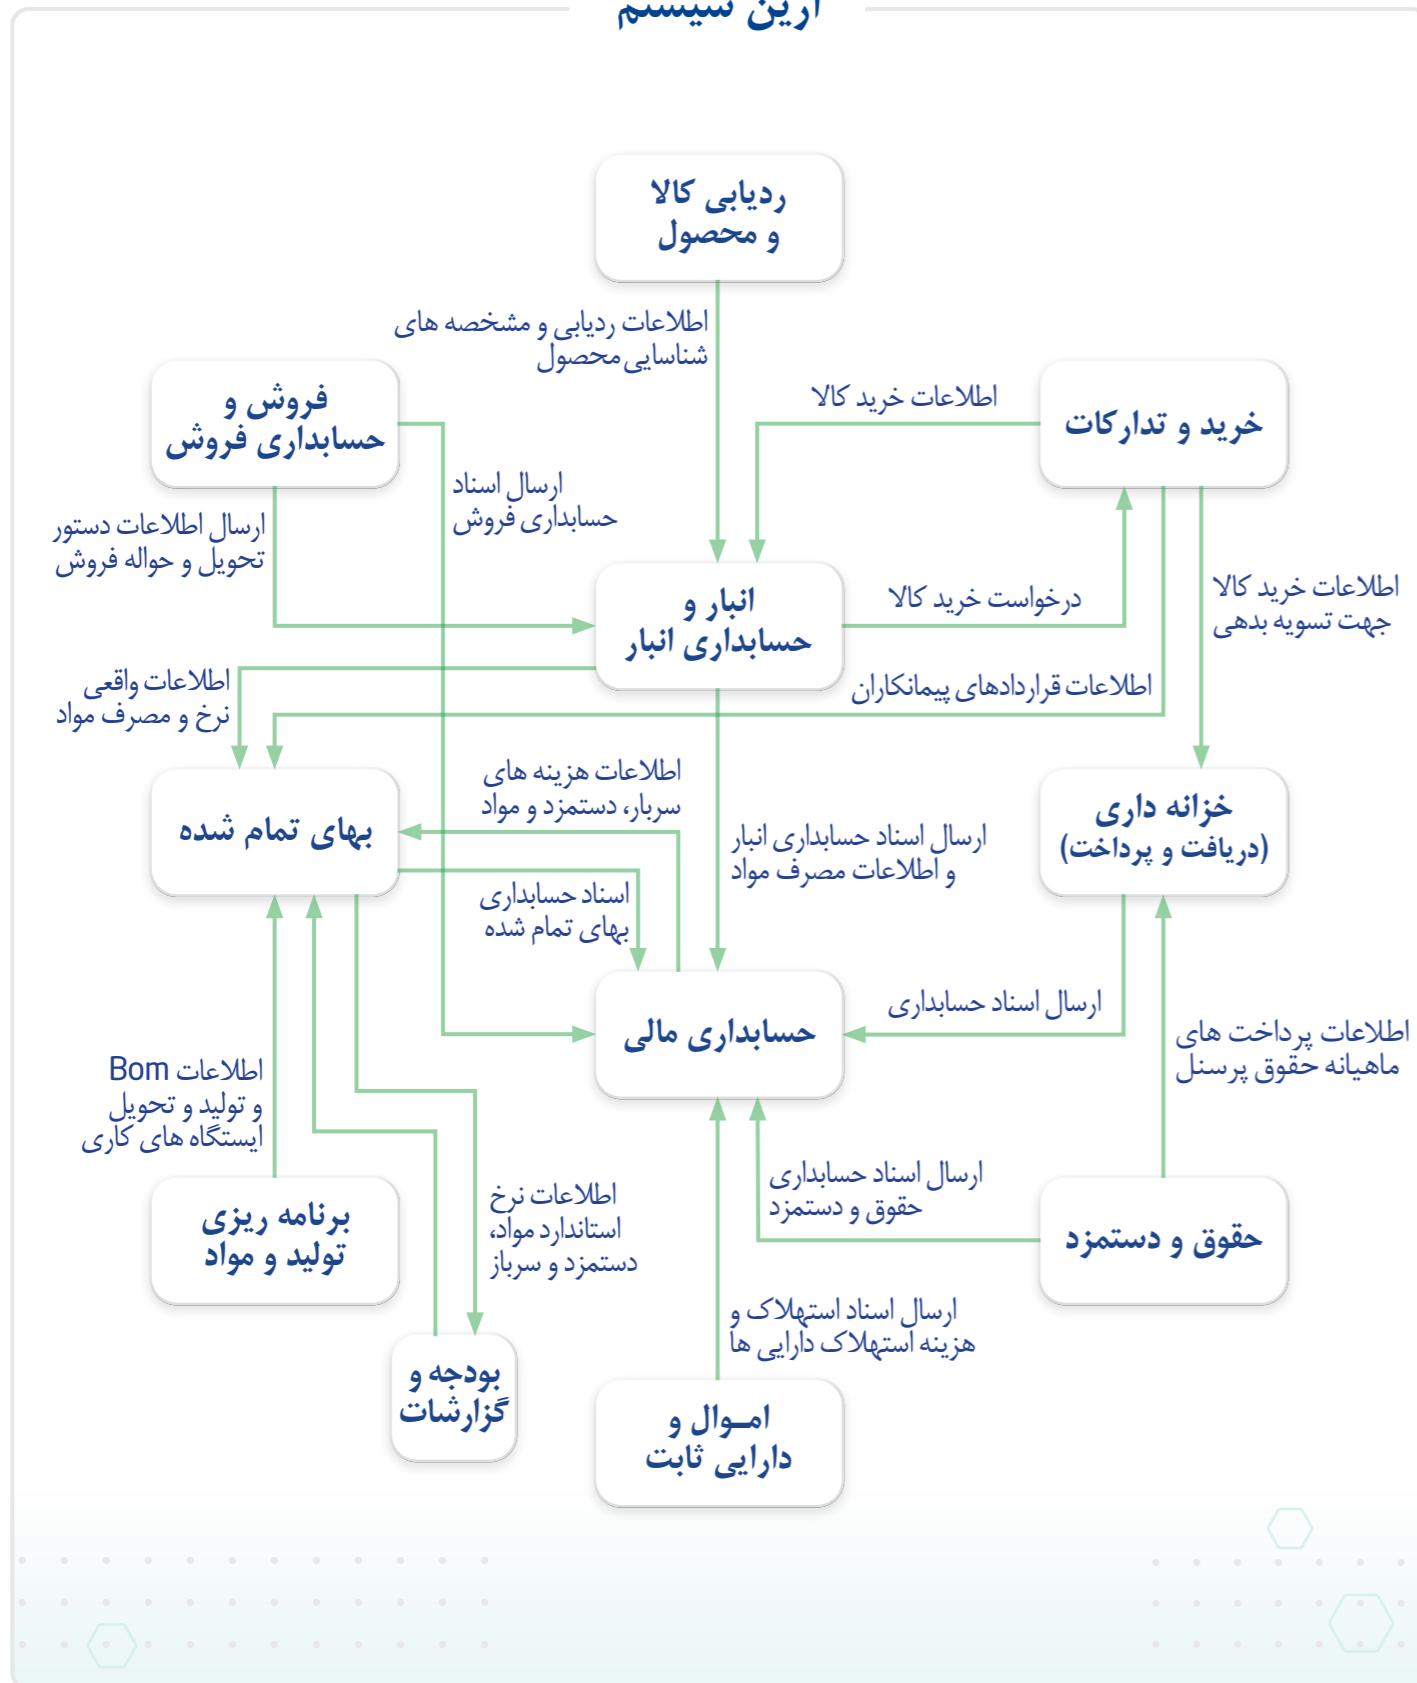 آرین سیستم
ردیابی کالا
و محصول
اطلاعات ردیابی و مشخصه های
شناسایی محصول
خرید و تدارکات
اطلاعات خرید کالا
فروش و
حسابداری فروش
ارسال اسناد
حسابداری فروش
ارسال اطلاعات دستور
تحویل و حواله فروش
انبار و
حسابداری انبار
درخواست خرید کالا
اطلاعات خرید کالا
جهت تسویه بدهی
اطلاعات قراردادهای پیمانکاران
اطلاعات واقعی
نرخ و مصرف مواد
خزانه داری
(دریافت و پرداخت)
ارسال اسناد حسابداری انبار
و اطلاعات مصرف مواد
اطلاعات هزینه های
سربار، دستمزد و مواد
بهای تمام شده
اسناد حسابداری
بهای تمام شده
حسابداری مالی
ارسال اسناد حسابداری
اطلاعات پرداخت های
ماهیانه حقوق پرسنل
اطلاعات Bom
و تولید و تحویل
ایستگاه های کاری
ارسال اسناد حسابداری
حقوق و دستمزد
حقوق و دستمزد
اطلاعات نرخ
استاندارد مواد،
دستمزد و سرباز
برنامه ریزی
تولید و مواد
ارسال اسناد استهلاک و
هزینه استهلاک دارایی ها
بودجه و
گزارشات
امـوال و
دارایی ثابت